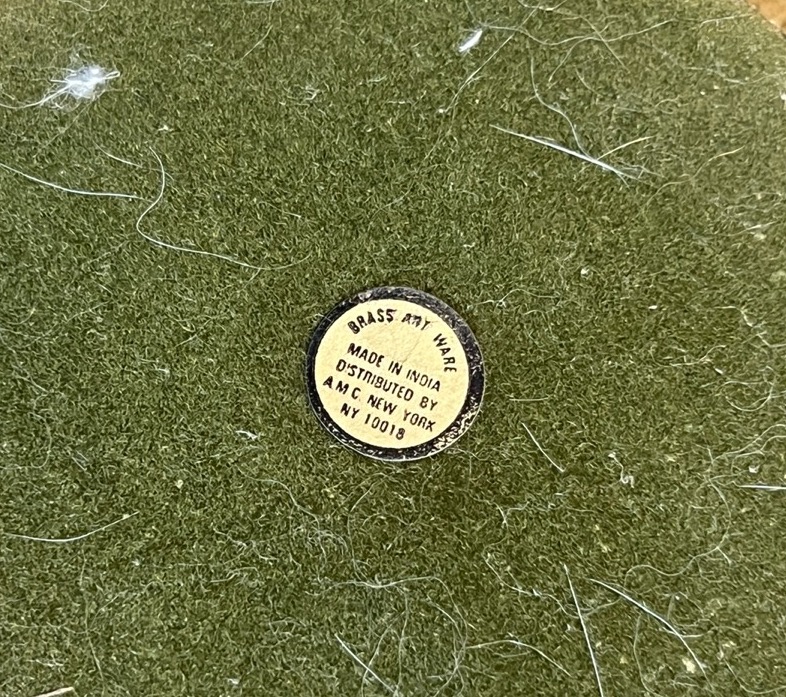 BRASS ART WARE
MADE IN INDIA
DISTRIBUTED BY
A M C. NEW YORK
NY 10018